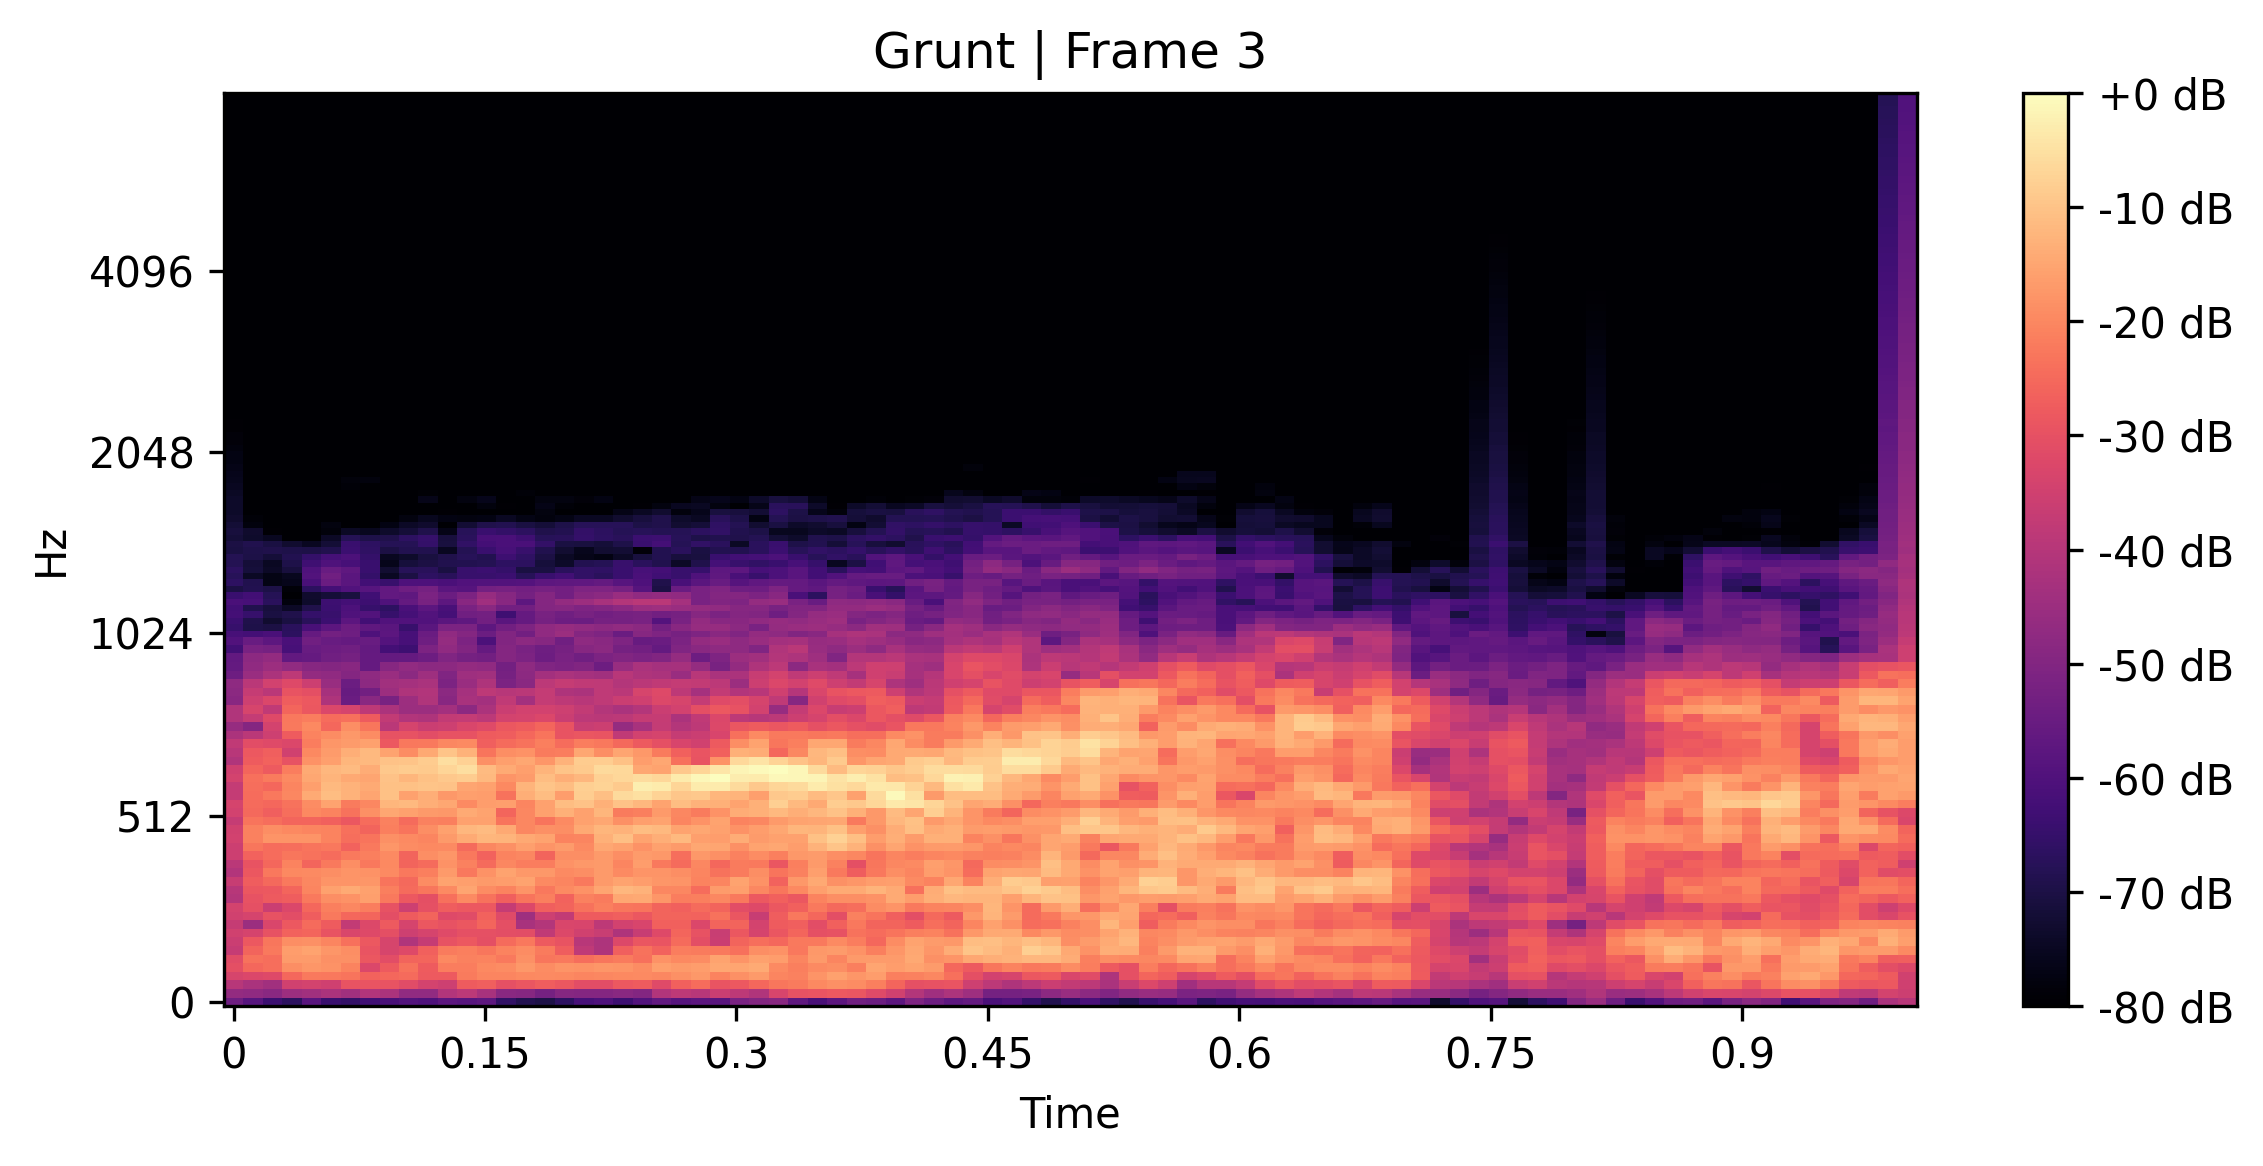 Grunt | Frame 3
+0 dB
-10 dB
-20 dB
-30 dB
-40 dB
-50 dB
-60 dB
-70 dB
-80 dB
4096
2048
1024
512
0
Hz
0 0.15 0.3 0.45 0.6 0.75 0.9
Time